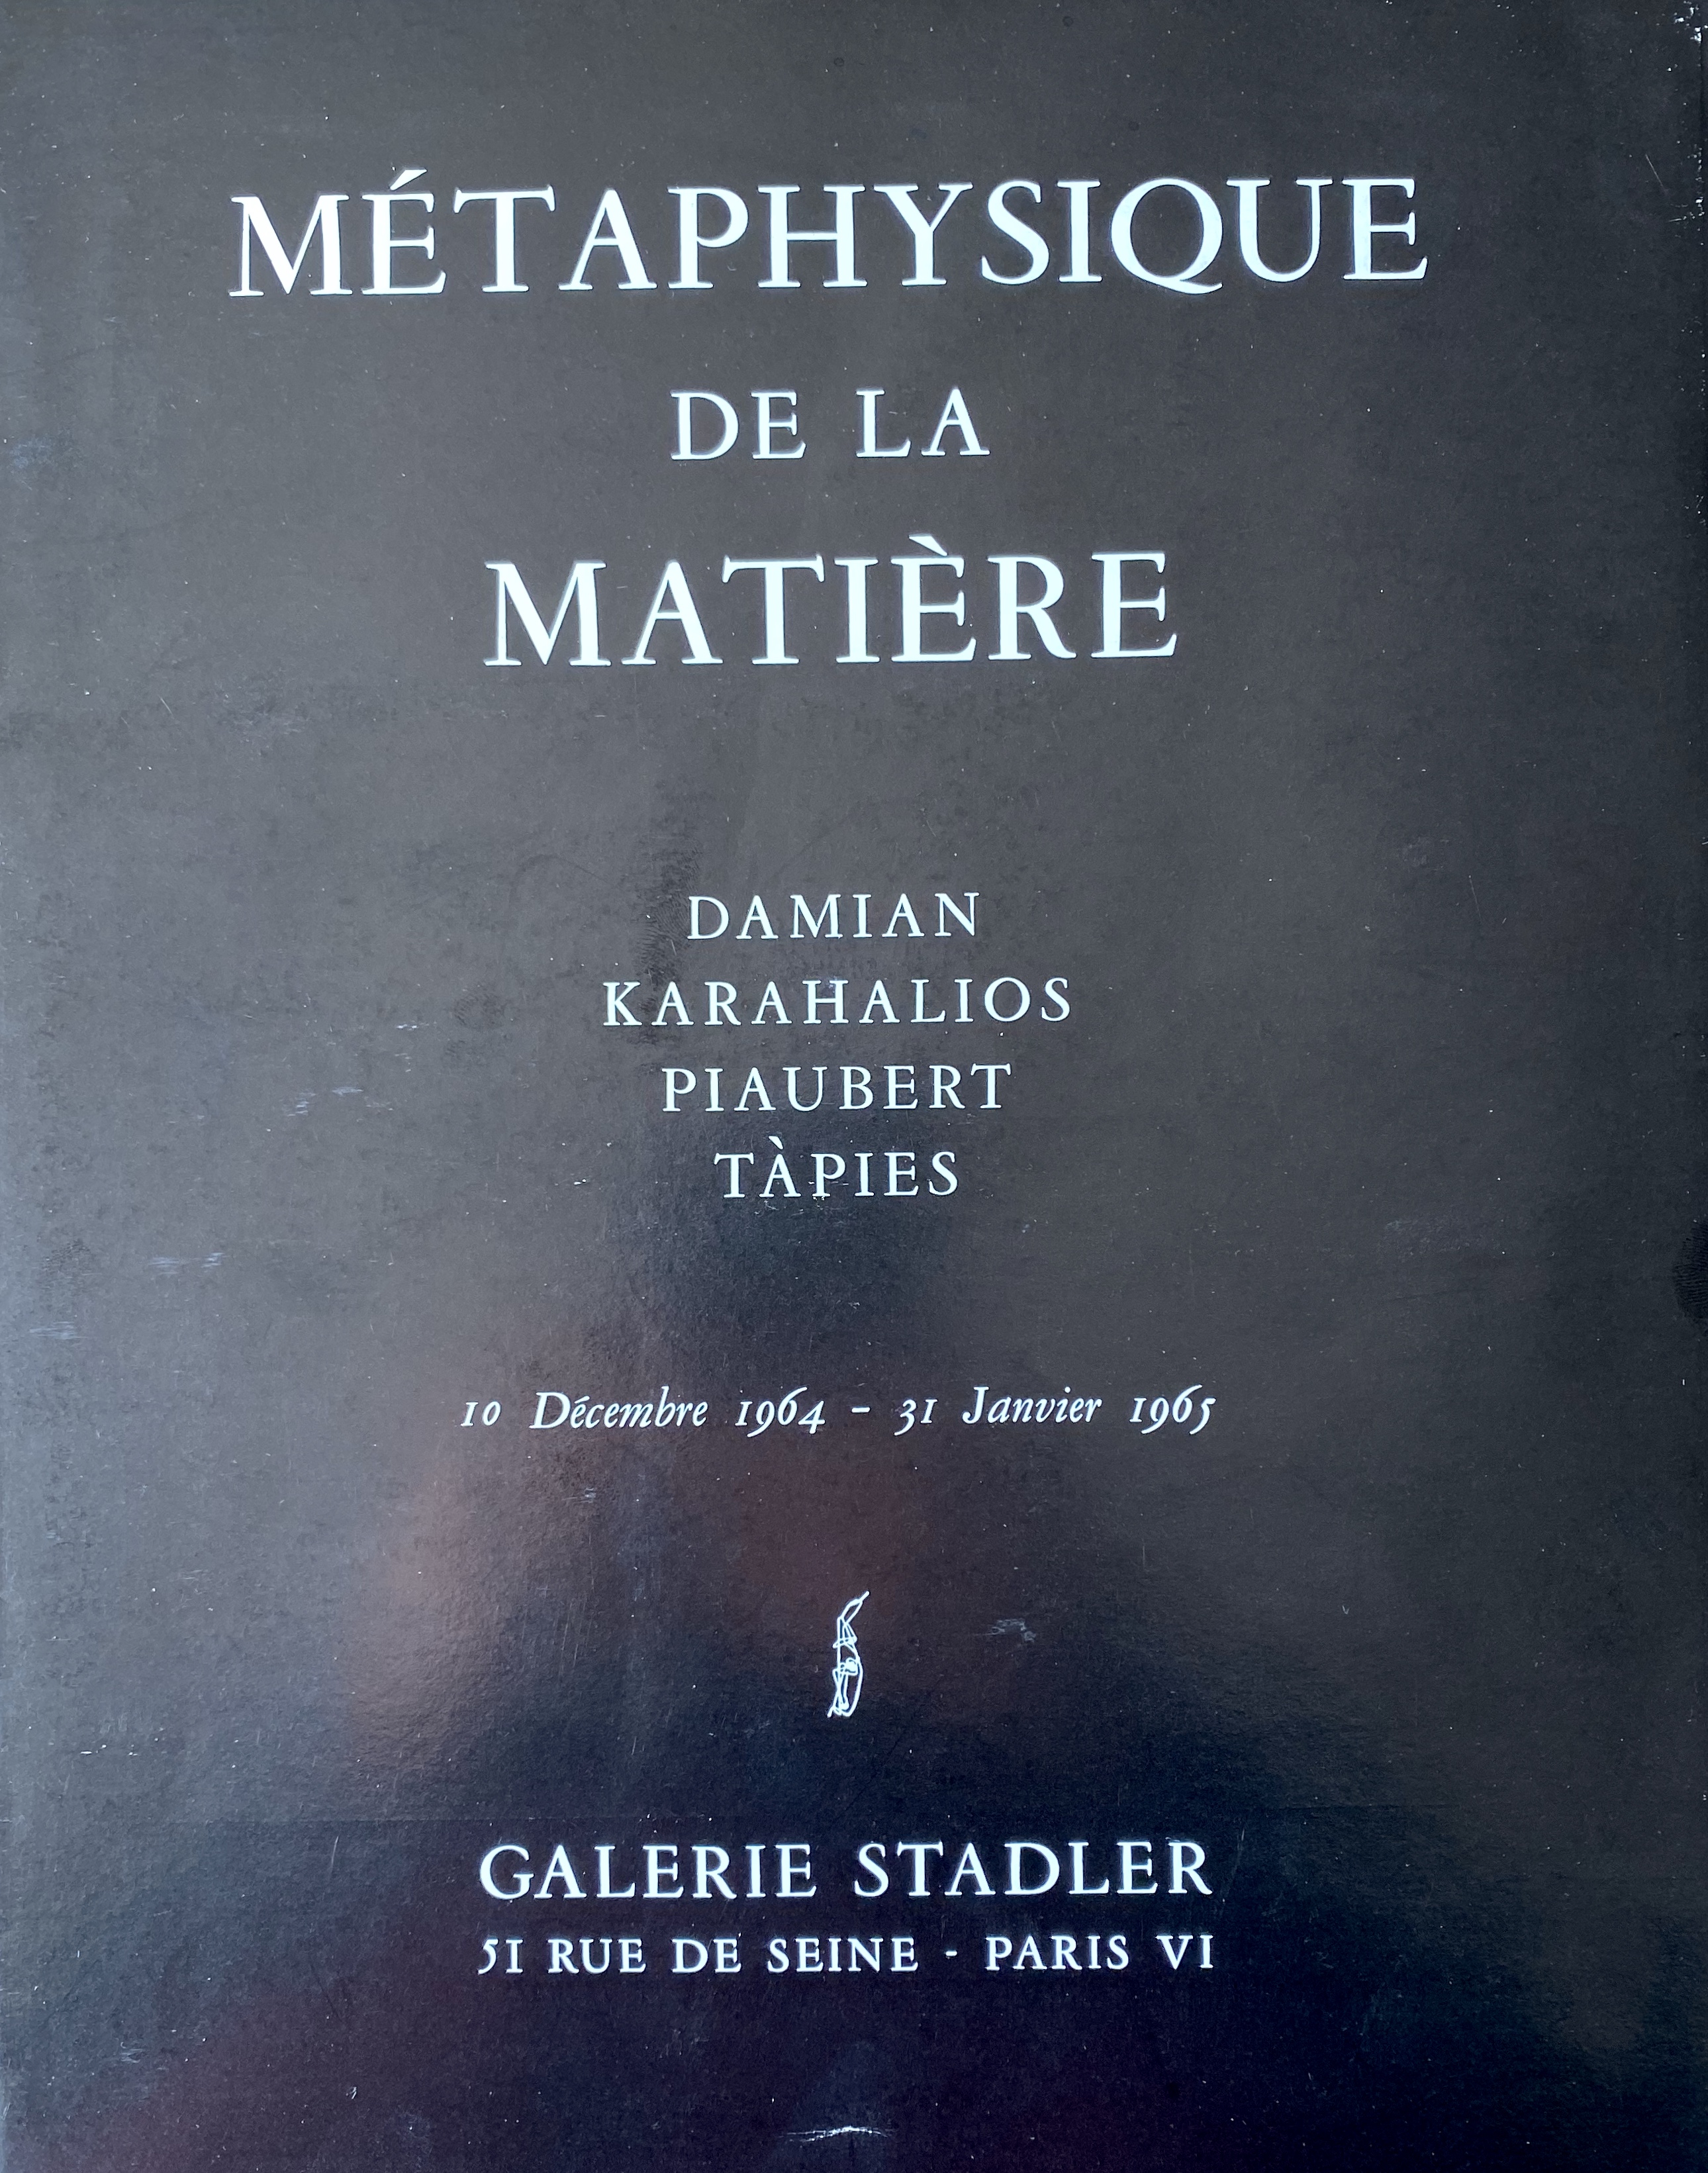 MÉTAPHYSIQUE
DE LA
MATIÈRE
DAMIAN
KARAHALIOS
PIAUBERT
TÀPIES
10 Décembre 1964 - 31 Janvier 1965
GALERIE STADLER
51 RUE DE SEINE - PARIS VI